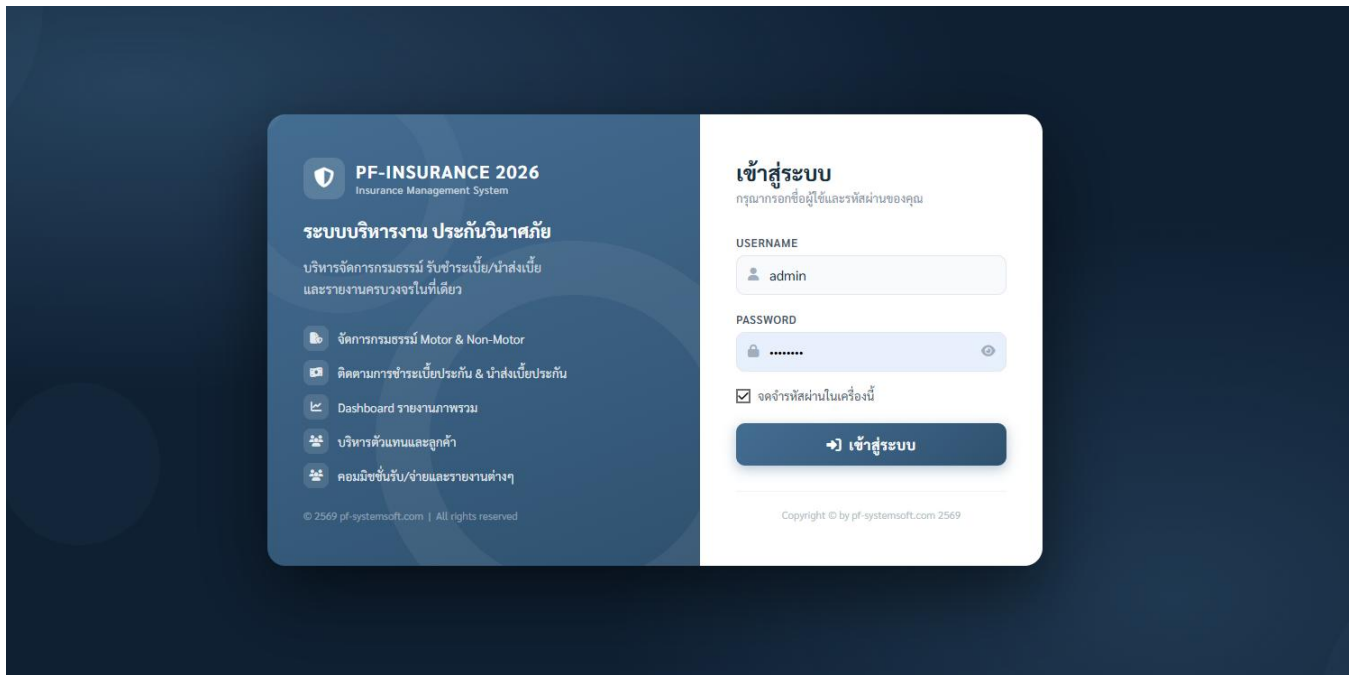 PF-INSURANCE 2026
Insurance Management System
ระบบบริหารงาน ประกันวินาศภัย
บริหารจัดการกรมธรรม์ รับชำระเบี้ย/นำส่งเบี้ย
และรายงานครบวงจรในที่เดียว
จัดการกรมธรรม์ Motor & Non-Motor
ติดตามการชำระเบี้ยประกัน & นำส่งเบี้ยประกัน
Dashboard รายงานภาพรวม
บริหารตัวแทนและลูกค้า
คอมมิชชั่นรับ/จ่ายและรายงานต่างๆ
© 2569 pf-systemsoft.com | All rights reserved
เข้าสู่ระบบ
กรุณากรอกชื่อผู้ใช้และรหัสผ่านของคุณ
USERNAME
admin
PASSWORD
••••••••
จดจำรหัสผ่านในเครื่องนี้
เข้าสู่ระบบ
Copyright © by pf-systemsoft.com 2569